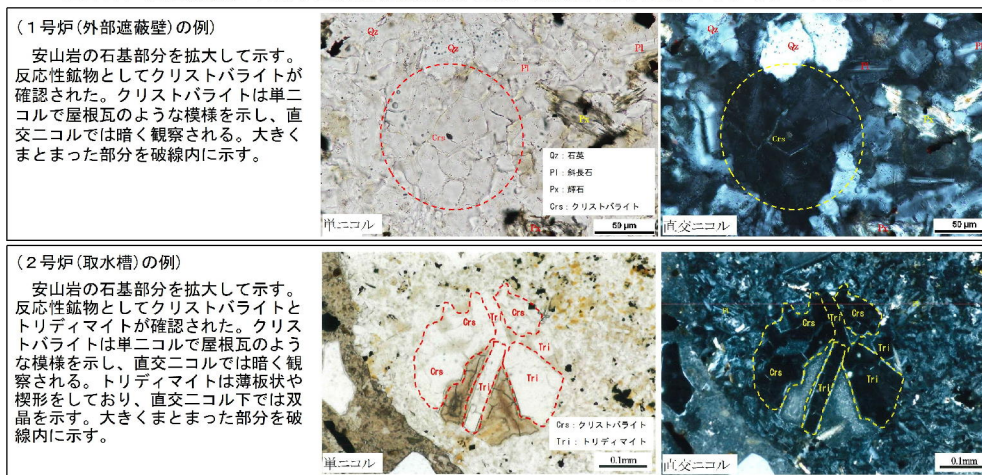 （１号炉（外部遮蔽壁）の例）
安山岩の石基部分を拡大して示す。
反応性鉱物としてクリストバライトが
確認された。クリストバライトは単ニ
コルで屋根瓦のような模様を示し、直
交ニコルでは暗く観察される。大きく
まとまった部分を破線内に示す。
Qz
Qz
Pl
Pl
Crs
Qz：石英
Pl：斜長石
Px：輝石
Crs：クリストバライト
単ニコル
50 μm
Qz
Qz
Pl
Pl
Crs
直交ニコル
50 μm
（２号炉（取水槽）の例）
安山岩の石基部分を拡大して示す。
反応性鉱物としてクリストバライトと
トリディマイトが確認された。クリス
トバライトは単ニコルで屋根瓦のよう
な模様を示し、直交ニコルでは暗く観
察される。トリディマイトは薄板状や
楔形をしており、直交ニコル下では双
晶を示す。大きくまとまった部分を破
線内に示す。
Crs
Tri
Crs
Tri
Crs
Tri
Tri
Crs：クリストバライト
Tri：トリディマイト
単ニコル
0.1mm
Crs
Tri
Crs
Tri
Crs
Tri
Tri
直交ニコル
0.1mm